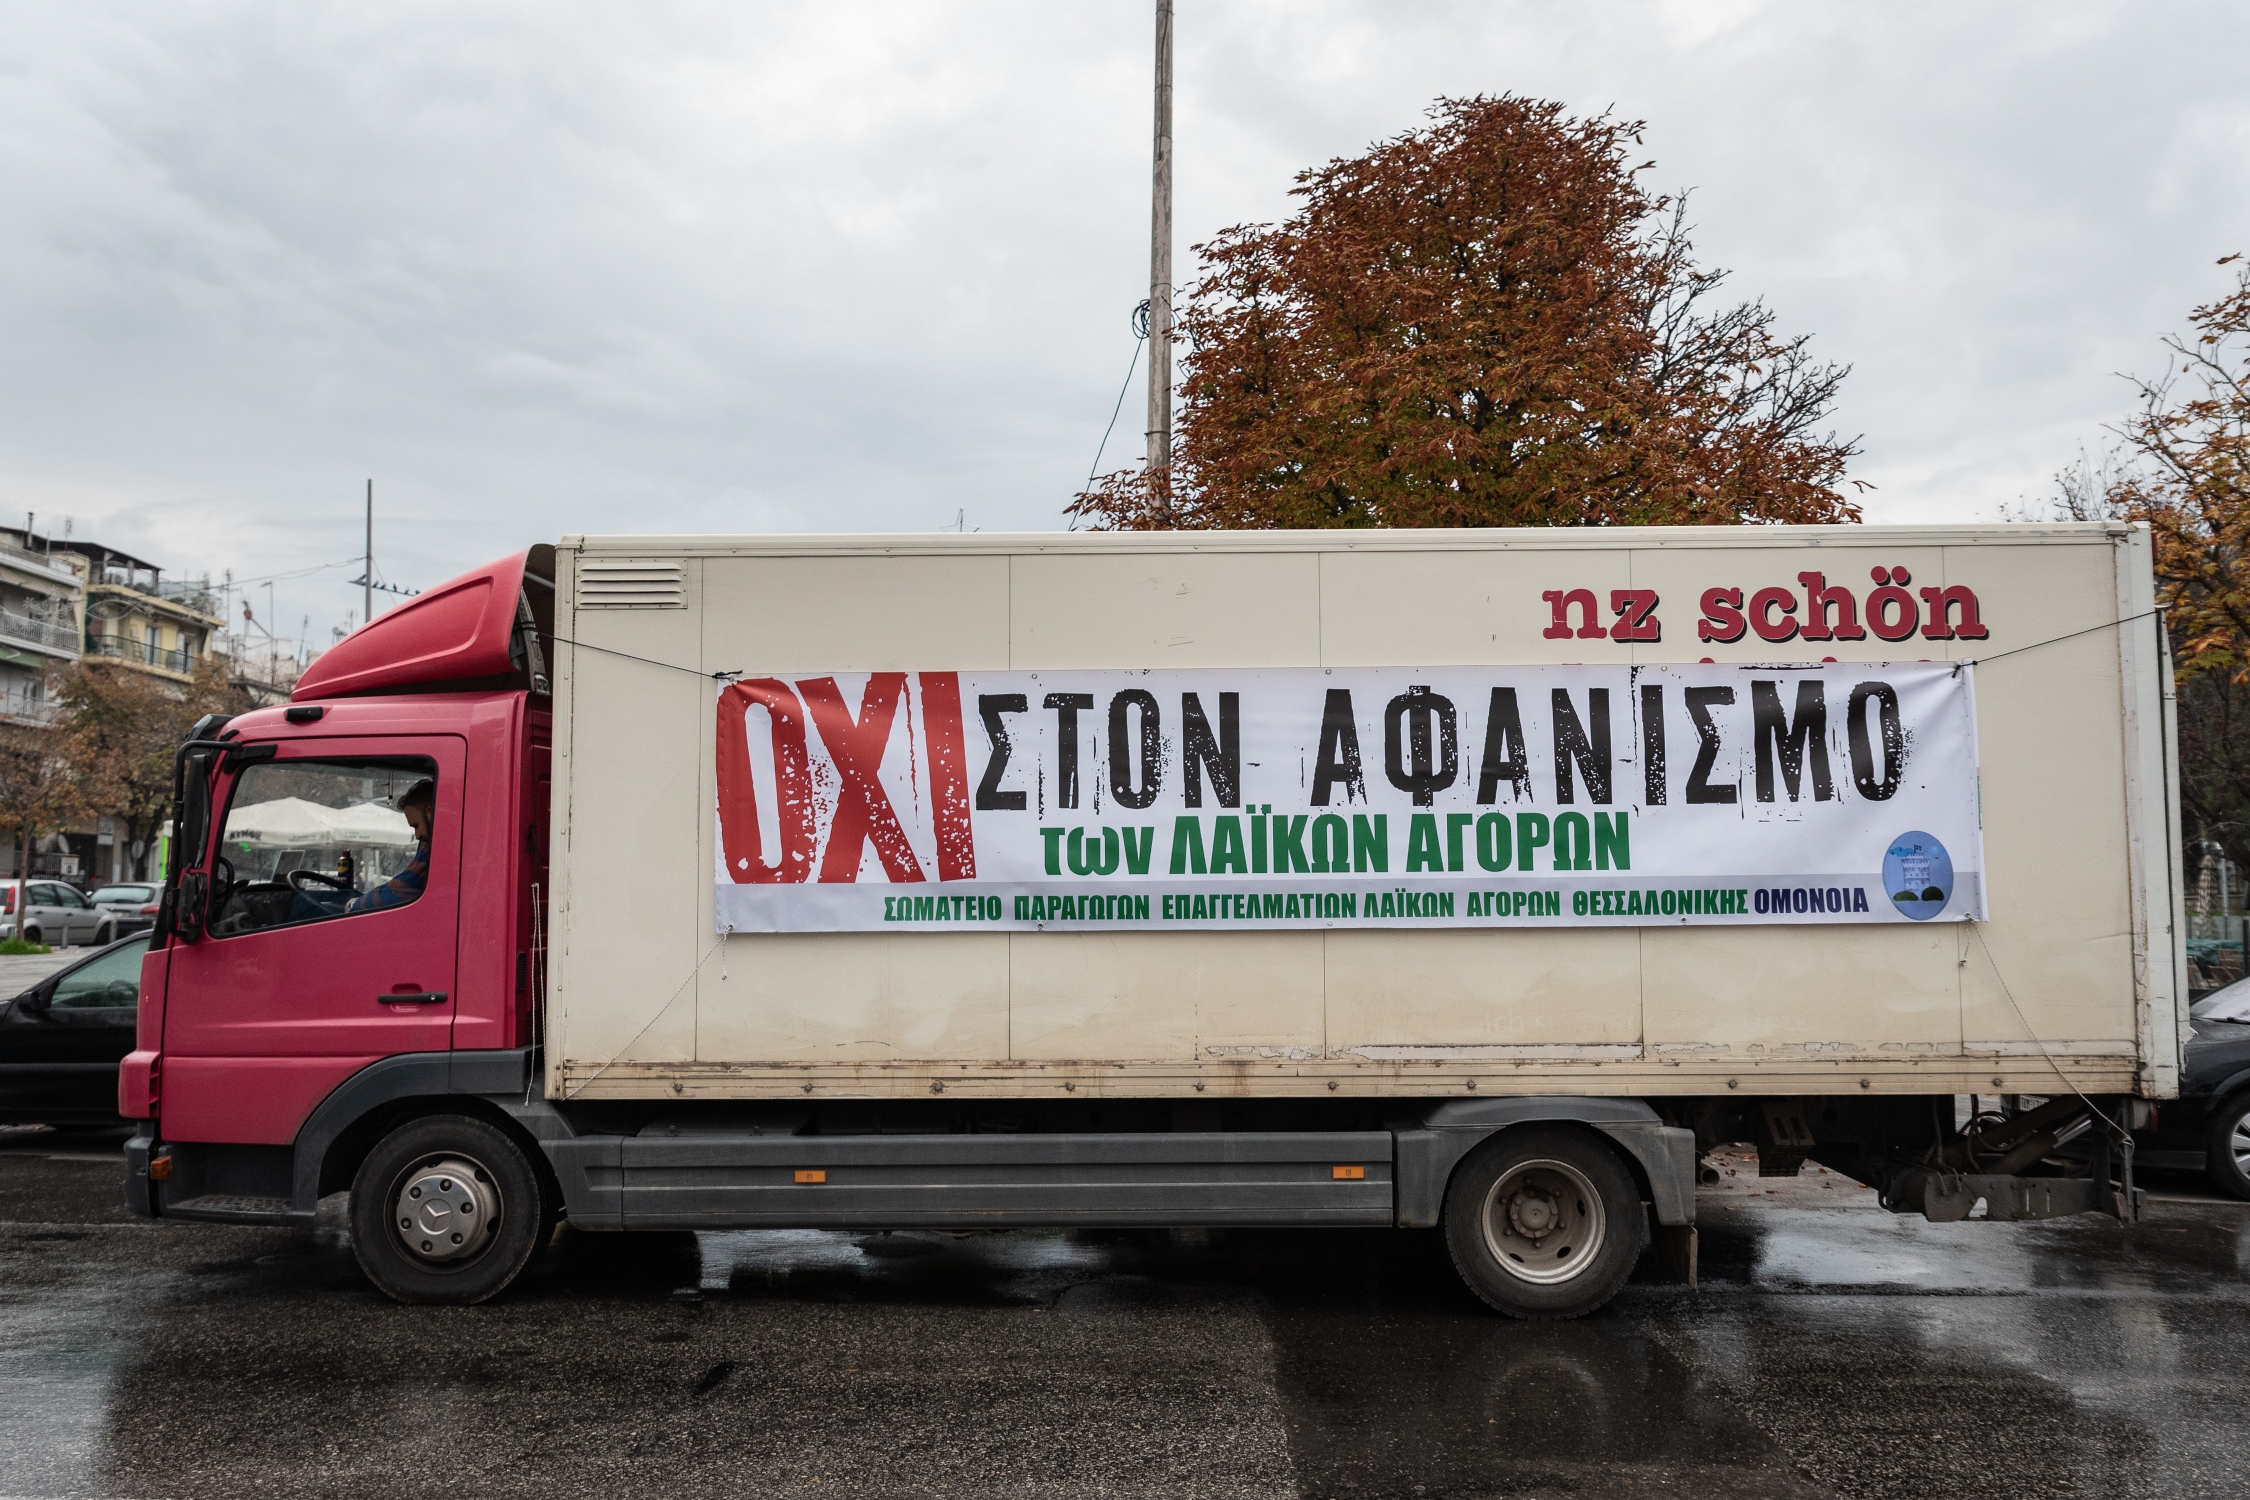 nz schön
ΟΧΙ ΣΤΟΝ ΑΦΑΝΙΣΜΟ
των ΛΑΪΚΩΝ ΑΓΟΡΩΝ
ΣΩΜΑΤΕΙΟ ΠΑΡΑΓΩΓΩΝ ΕΠΑΓΓΕΛΜΑΤΙΩΝ ΛΑΪΚΩΝ ΑΓΟΡΩΝ ΘΕΣΣΑΛΟΝΙΚΗΣ ΟΜΟΝΟΙΑ